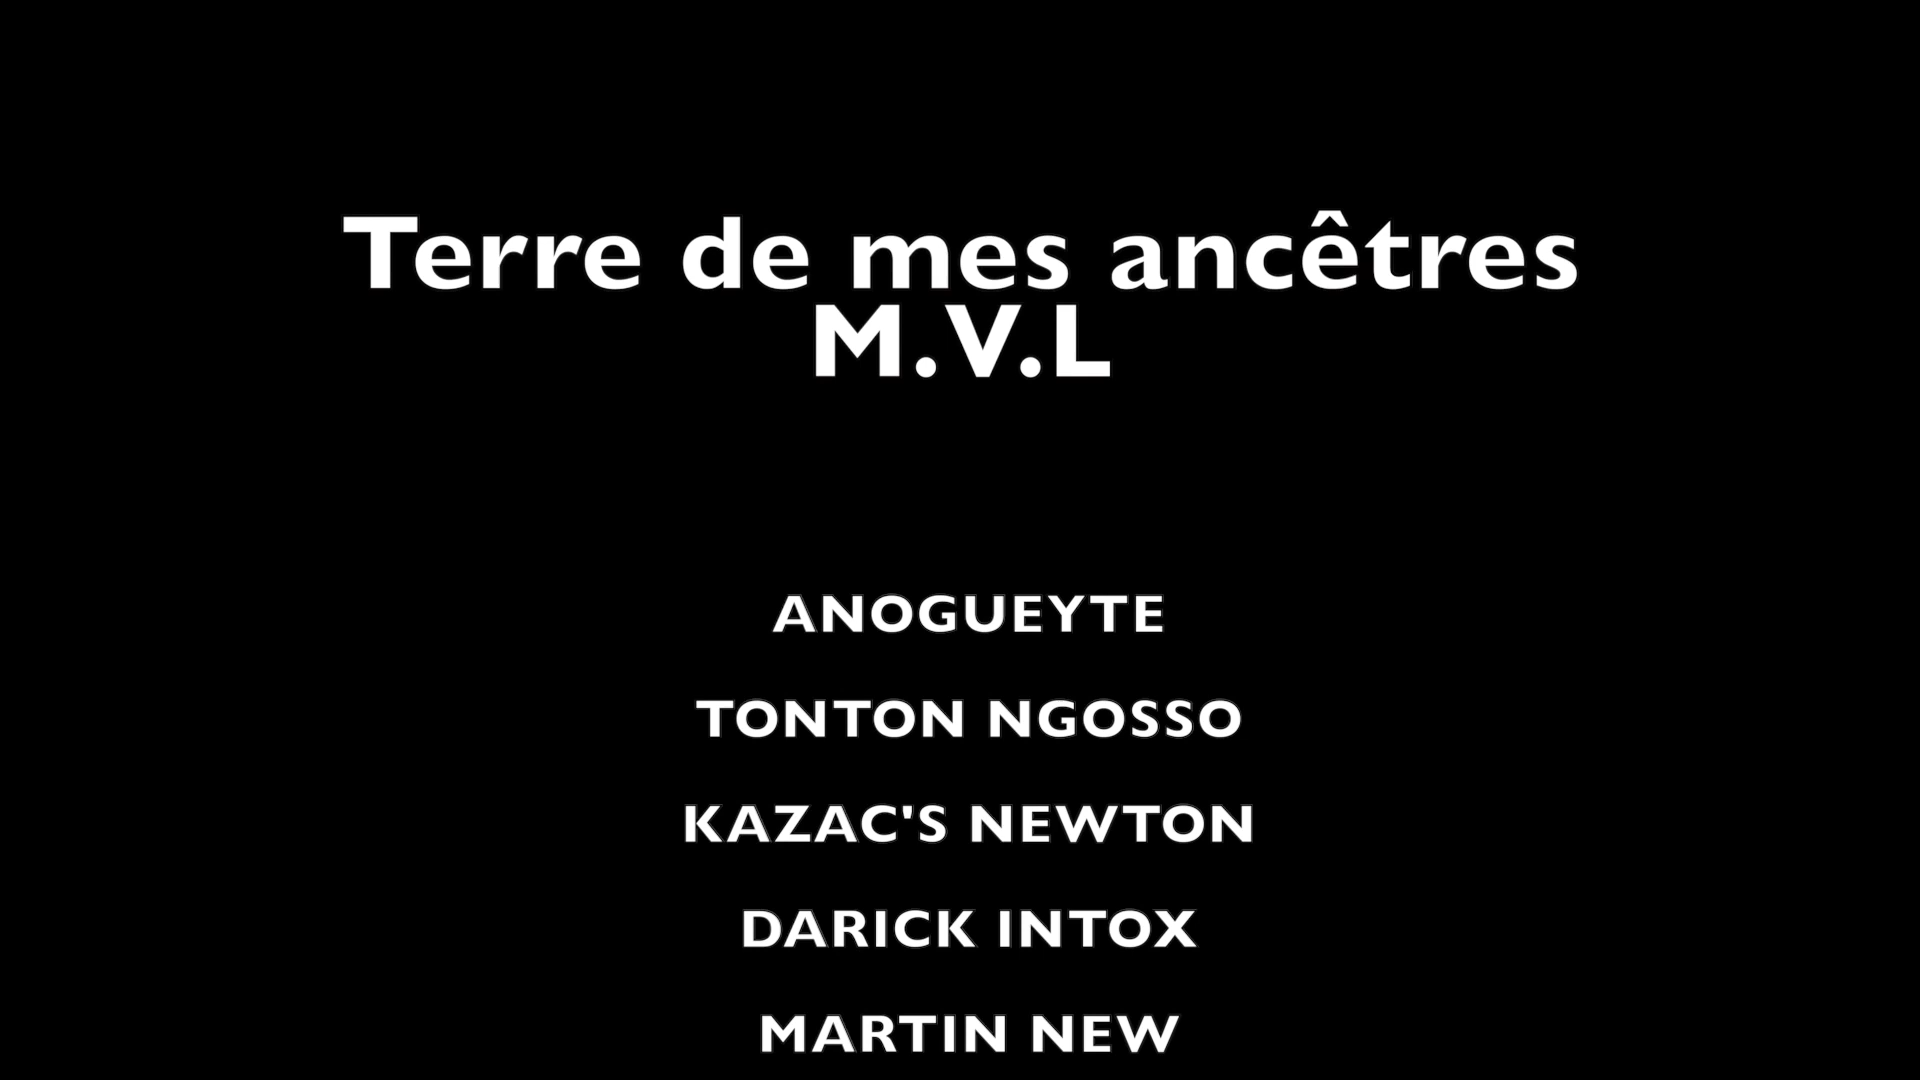 Terre de mes ancêtres
M.V.L
ANOGUEYTE
TONTON NGOSSO
KAZAC'S NEWTON
DARICK INTOX
MARTIN NEW